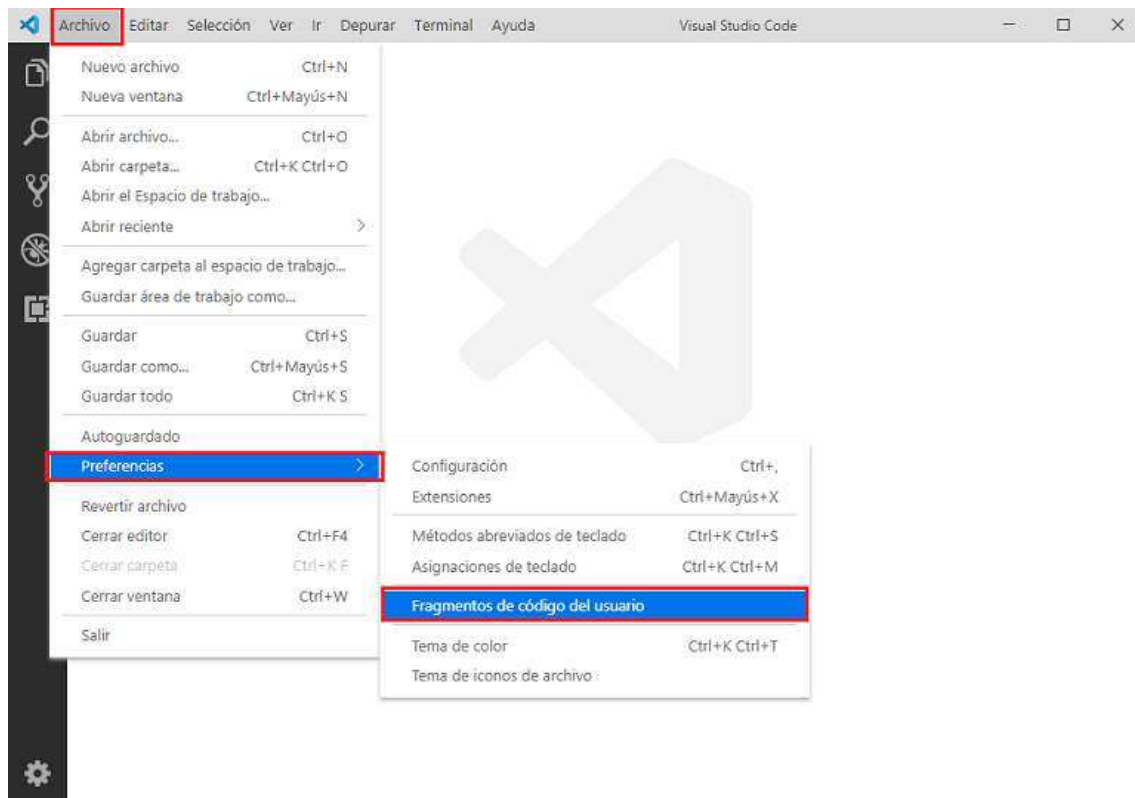 Archivo Editar Selección Ver Ir Depurar Terminal Ayuda Visual Studio Code
Nuevo archivo Ctrl+N
Nueva ventana Ctrl+Mayús+N
Abrir archivo... Ctrl+O
Abrir carpeta... Ctrl+K Ctrl+O
Abrir el Espacio de trabajo...
Abrir reciente
Agregar carpeta al espacio de trabajo...
Guardar área de trabajo como...
Guardar Ctrl+S
Guardar como... Ctrl+Mayús+S
Guardar todo Ctrl+K S
Autoguardado
Preferencias
Revertir archivo
Cerrar editor Ctrl+F4
Cerrar carpeta Ctrl+K F
Cerrar ventana Ctrl+W
Salir
Configuración Ctrl+,
Extensiones Ctrl+Mayús+X
Métodos abreviados de teclado Ctrl+K Ctrl+S
Asignaciones de teclado Ctrl+K Ctrl+M
Fragmentos de código del usuario
Tema de color Ctrl+K Ctrl+T
Tema de iconos de archivo